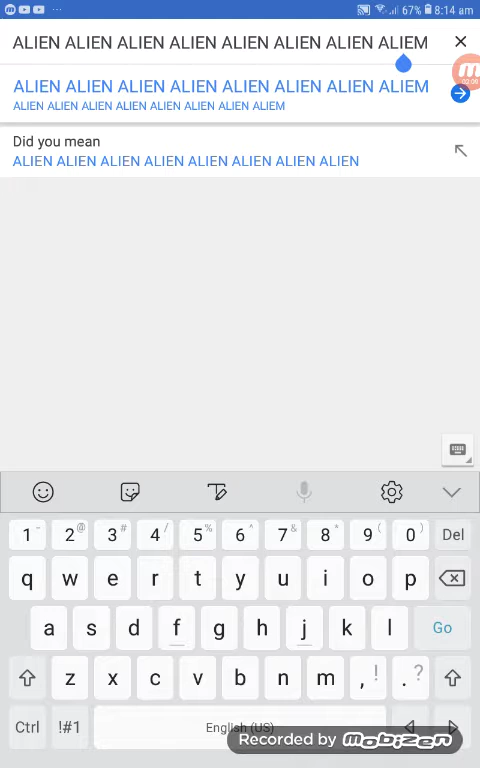 67% 8:14 am
ALIEN ALIEN ALIEN ALIEN ALIEN ALIEN ALIEN ALIEM
ALIEN ALIEN ALIEN ALIEN ALIEN ALIEN ALIEN ALIEM
ALIEN ALIEN ALIEN ALIEN ALIEN ALIEN ALIEN ALIEM
Did you mean
ALIEN ALIEN ALIEN ALIEN ALIEN ALIEN ALIEN ALIEN
1 - 2 @ 3 # 4 / 5 % 6 ^ 7 & 8 * 9 ( 0 ) Del
q w e r t y u i o p
a s d f g h j k l Go
z x c v b n m , ! . ?
Ctrl !#1 English (US)
Recorded by mobizen